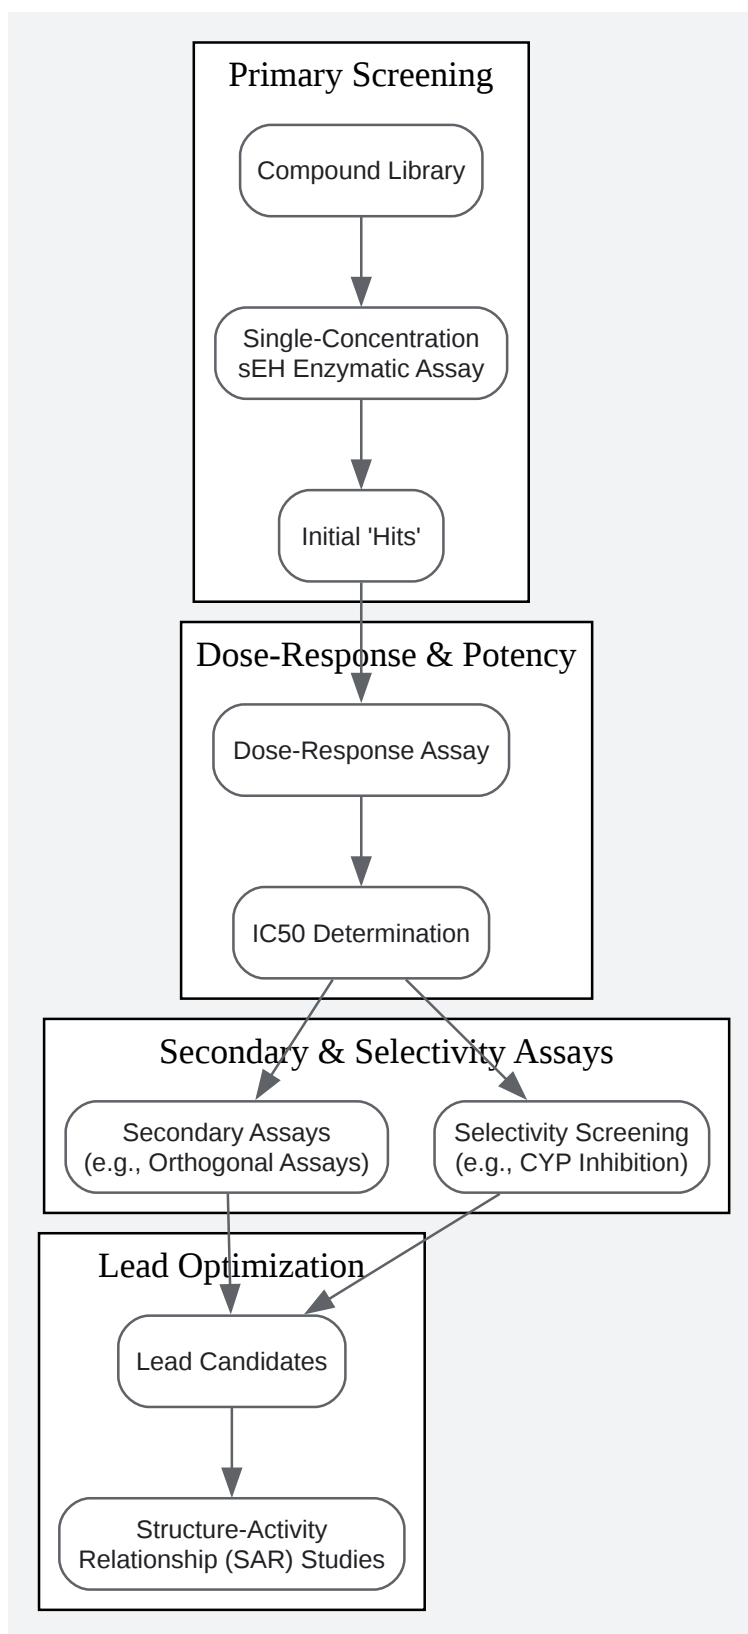 Primary Screening
Compound Library
Single-Concentration
sEH Enzymatic Assay
Initial 'Hits'
Dose-Response & Potency
Dose-Response Assay
IC50 Determination
Secondary & Selectivity Assays
Secondary Assays
(e.g., Orthogonal Assays)
Selectivity Screening
(e.g., CYP Inhibition)
Lead Optimization
Lead Candidates
Structure-Activity
Relationship (SAR) Studies